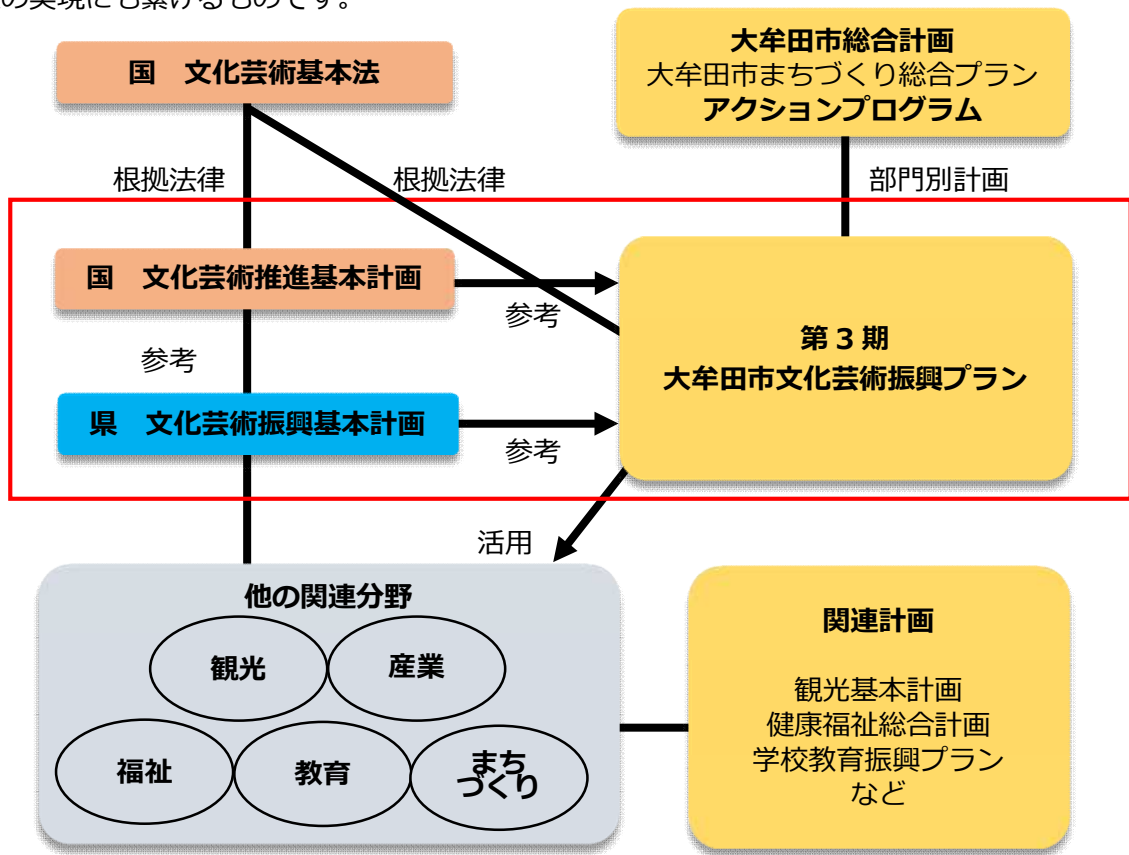 の実現にも繋げるものです。
国　文化芸術基本法
大牟田市総合計画
大牟田市まちづくり総合プラン
アクションプログラム
根拠法律
根拠法律
部門別計画
国　文化芸術推進基本計画
参考
第３期
大牟田市文化芸術振興プラン
参考
県　文化芸術振興基本計画
参考
活用
他の関連分野
観光
産業
福祉
教育
まち
づくり
関連計画
観光基本計画
健康福祉総合計画
学校教育振興プラン
など